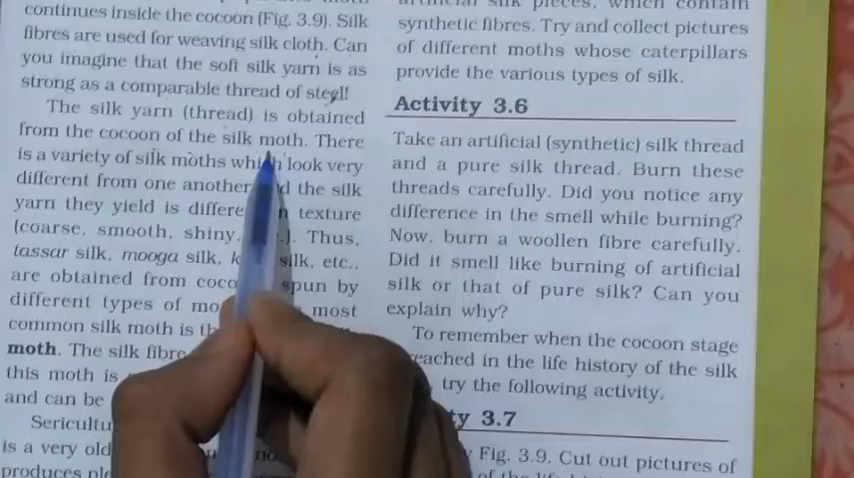 continues inside the cocoon (Fig. 3.9). Silk
fibres are used for weaving silk cloth. Can
you imagine that the soft silk yarn is as
strong as a comparable thread of steel!
The silk yarn (thread) is obtained
from the cocoon of the silk moth. There
is a variety of silk moths which look very
different from one another d the silk
yarn they yield is differe n texture
(coarse, smooth, shiny, .). Thus,
tassar silk, mooga silk, k silk, etc.,
are obtained from coco spun by
different types of mo most
common silk moth is th
moth. The silk fibre
this moth is
and can be
Sericultu
is a very old
produces
artificial silk pieces, which contain
synthetic fibres. Try and collect pictures
of different moths whose caterpillars
provide the various types of silk.
Activity 3.6
Take an artificial (synthetic) silk thread
and a pure silk thread. Burn these
threads carefully. Did you notice any
difference in the smell while burning?
Now, burn a woollen fibre carefully.
Did it smell like burning of artificial
silk or that of pure silk? Can you
explain why?
To remember when the cocoon stage
reached in the life history of the silk
, try the following activity.
ty 3.7
Fig. 3.9. Cut out pictures of